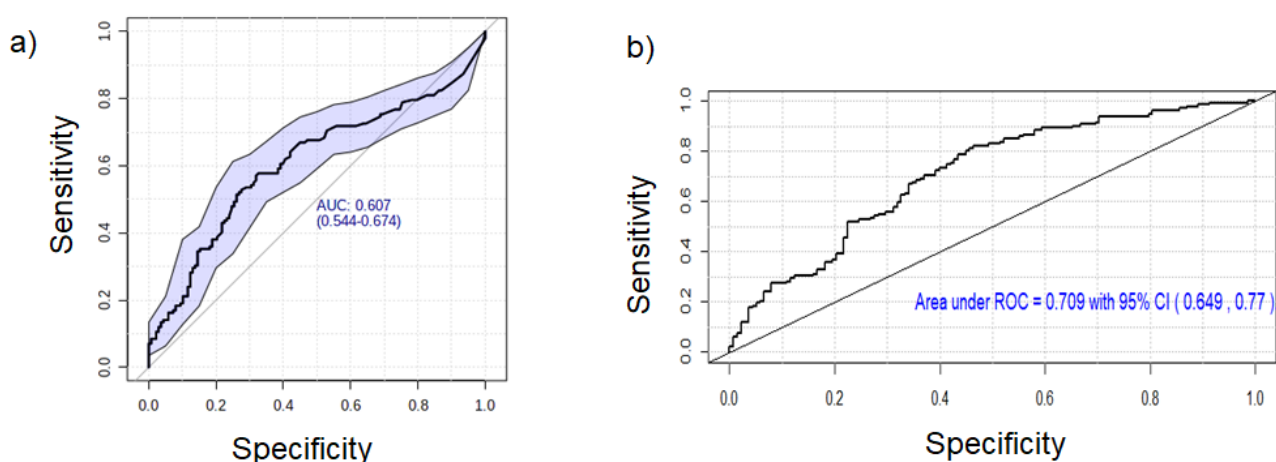 a)
Sensitivity
0.0 0.2 0.4 0.6 0.8 1.0
AUC: 0.607
(0.544-0.674)
0.0 0.2 0.4 0.6 0.8 1.0
Specificity
b)
Sensitivity
0.0 0.2 0.4 0.6 0.8 1.0
Area under ROC = 0.709 with 95% CI ( 0.649 , 0.77 )
0.0 0.2 0.4 0.6 0.8 1.0
Specificity